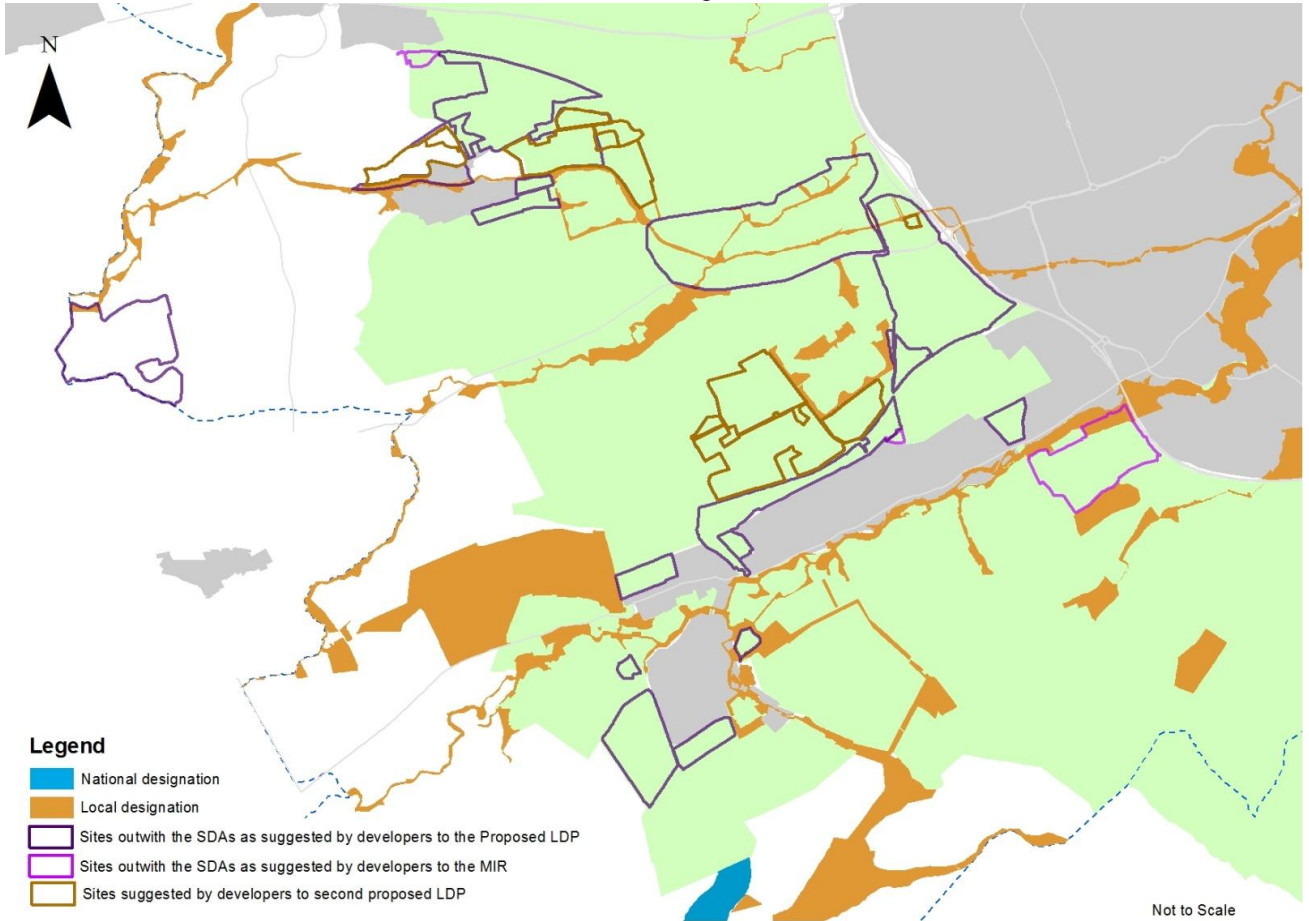 N
Legend
National designation
Local designation
Sites outwith the SDAs as suggested by developers to the Proposed LDP
Sites outwith the SDAs as suggested by developers to the MIR
Sites suggested by developers to second proposed LDP
Not to Scale